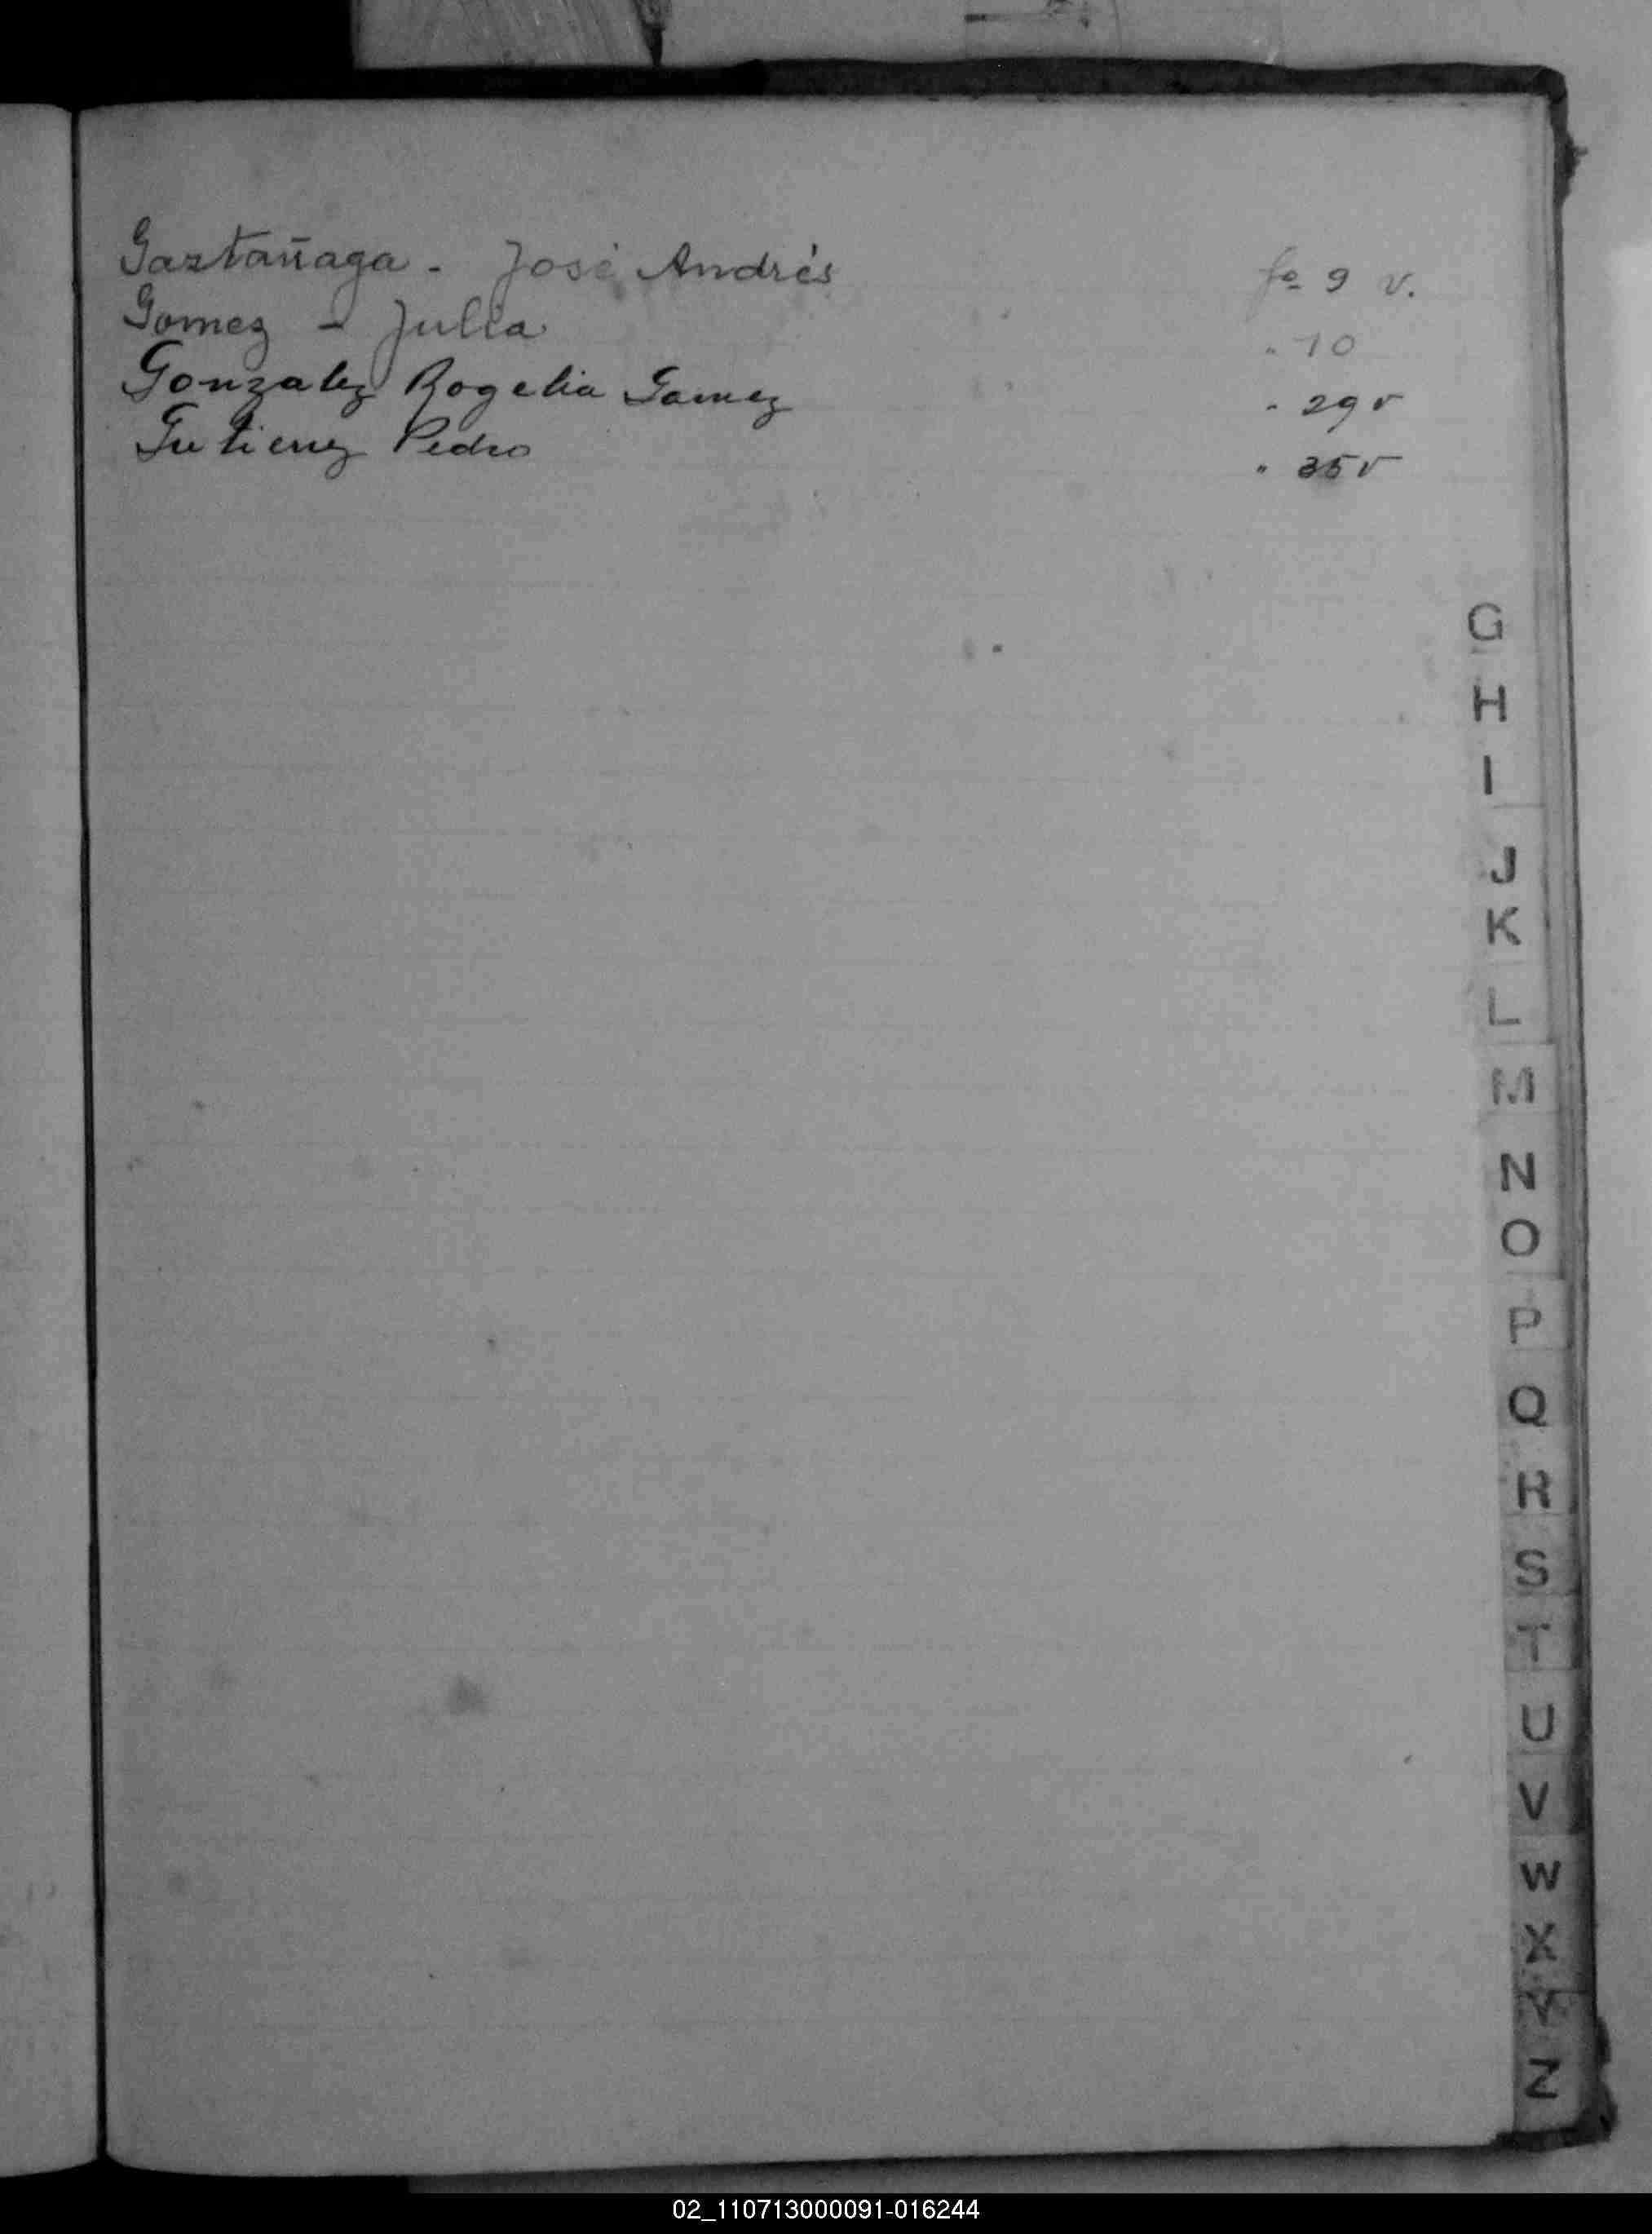 Gaztañaga - José Andrés fº 9 v.
Gomez - Julia " 10
Gonzalez Rogelia Gamez " 29 v
Gutierrez Pedro " 35 v
G
H
I
J
K
L
M
N
O
P
Q
R
S
T
U
V
W
X
Y
Z
02_110713000091-016244